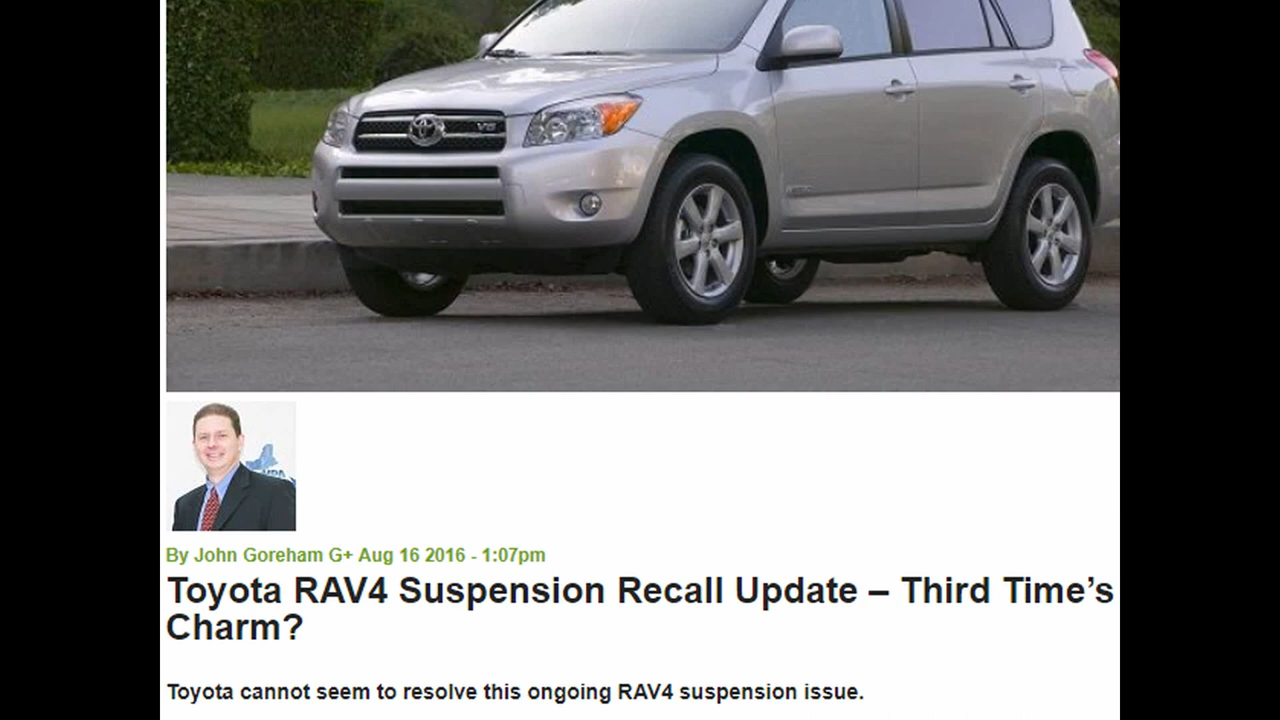 V6
By John Goreham G+ Aug 16 2016 - 1:07pm
Toyota RAV4 Suspension Recall Update – Third Time’s
Charm?
Toyota cannot seem to resolve this ongoing RAV4 suspension issue.